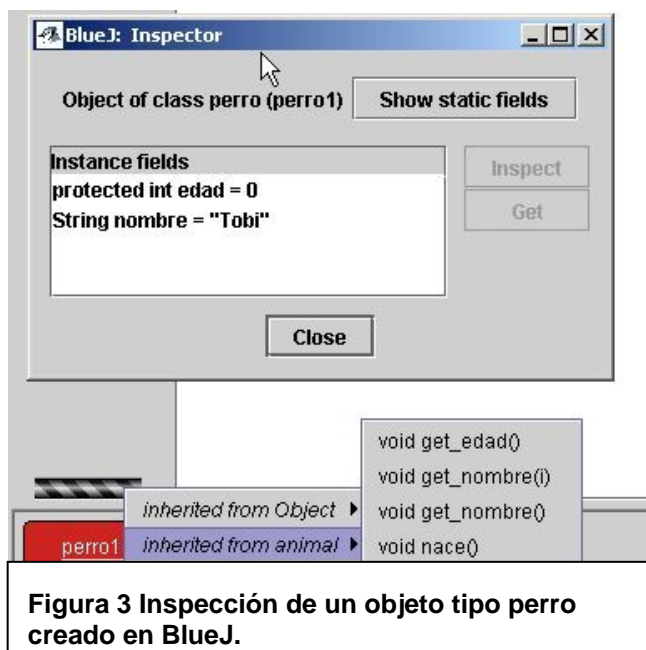 BlueJ: Inspector
Object of class perro (perro1)
Show static fields
Instance fields
protected int edad = 0
String nombre = "Tobi"
Inspect
Get
Close
perro1
inherited from Object
inherited from animal
void get_edad()
void get_nombre(i)
void get_nombre()
void nace()
Figura 3 Inspección de un objeto tipo perro
creado en BlueJ.